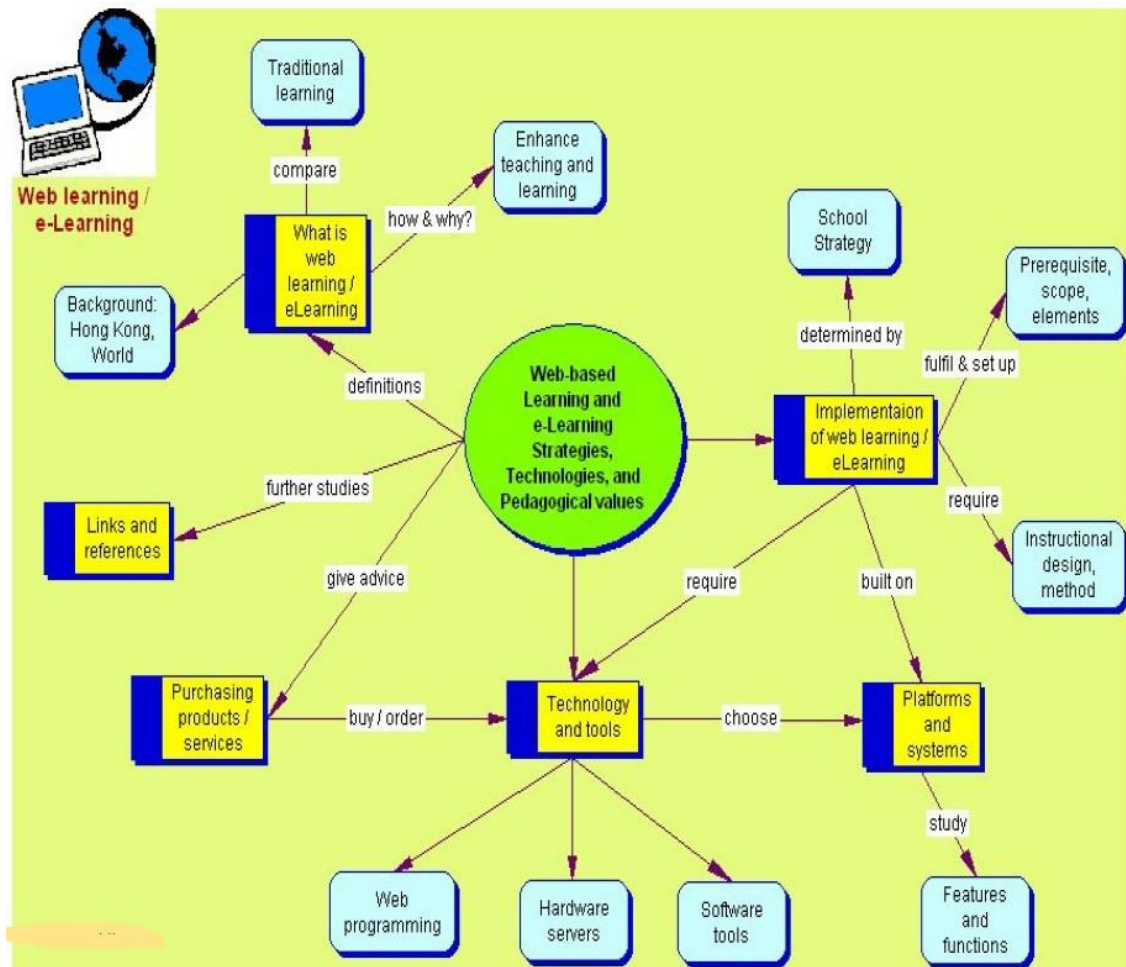 Web learning /
e-Learning
Traditional
learning
compare
Enhance
teaching and
learning
how & why?
What is
web
learning /
eLearning
Background:
Hong Kong,
World
definitions
School
Strategy
determined by
Prerequisite,
scope,
elements
fulfil & set up
Web-based
Learning and
e-Learning
Strategies,
Technologies, and
Pedagogical values
Implementaion
of web learning /
eLearning
further studies
Links and
references
require
Instructional
design,
method
give advice
require
built on
Purchasing
products /
services
buy / order
Technology
and tools
choose
Platforms
and
systems
study
Web
programming
Hardware
servers
Software
tools
Features
and
functions